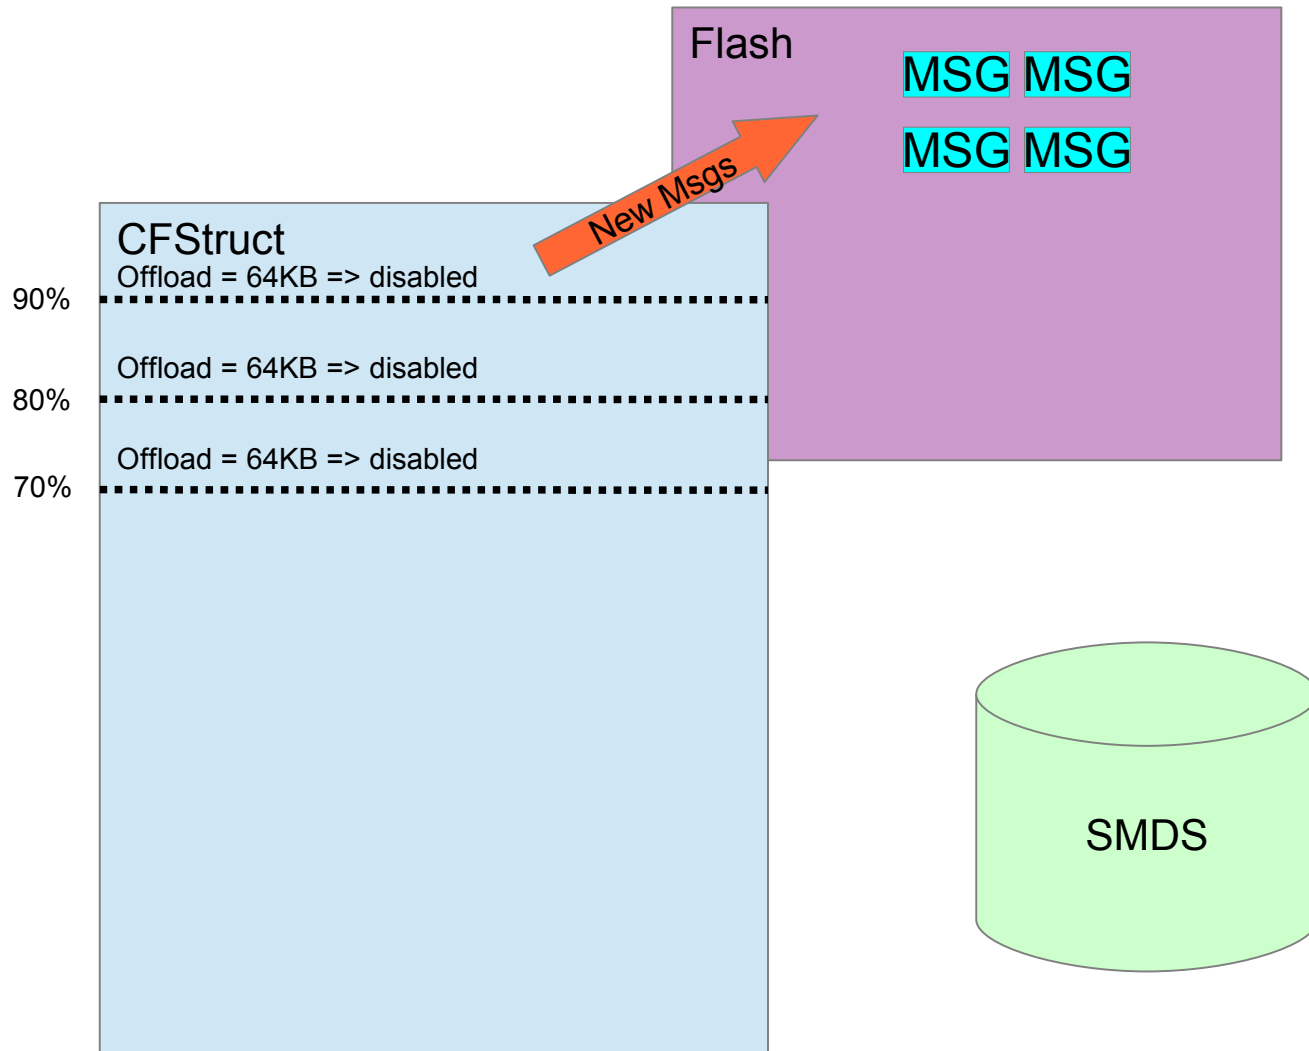 Flash
MSG MSG
MSG MSG
New Msgs
CFStruct
Offload = 64KB => disabled
90%
Offload = 64KB => disabled
80%
Offload = 64KB => disabled
70%
SMDS